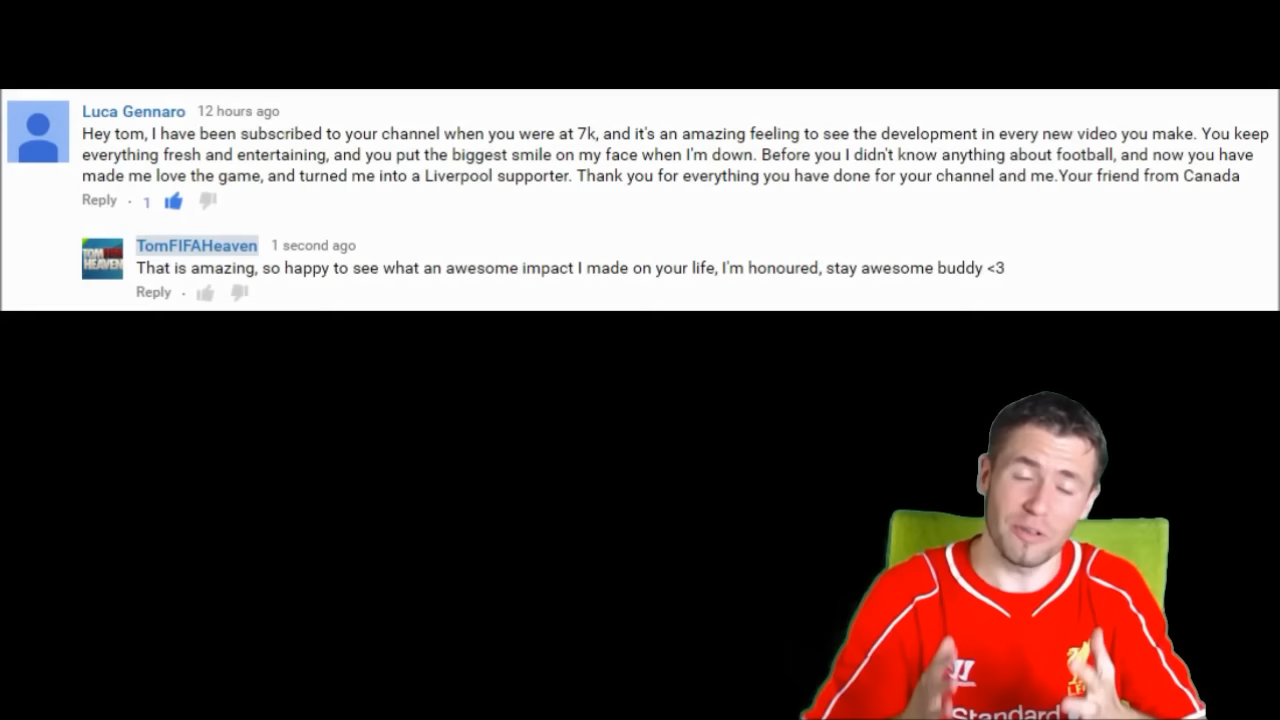 Luca Gennaro 12 hours ago
Hey tom, I have been subscribed to your channel when you were at 7k, and it's an amazing feeling to see the development in every new video you make. You keep
everything fresh and entertaining, and you put the biggest smile on my face when I'm down. Before you I didn't know anything about football, and now you have
made me love the game, and turned me into a Liverpool supporter. Thank you for everything you have done for your channel and me.Your friend from Canada
Reply · 1
TOM FIFA
HEAVEN
TomFIFAHeaven 1 second ago
That is amazing, so happy to see what an awesome impact I made on your life, I'm honoured, stay awesome buddy <3
Reply ·
Standard